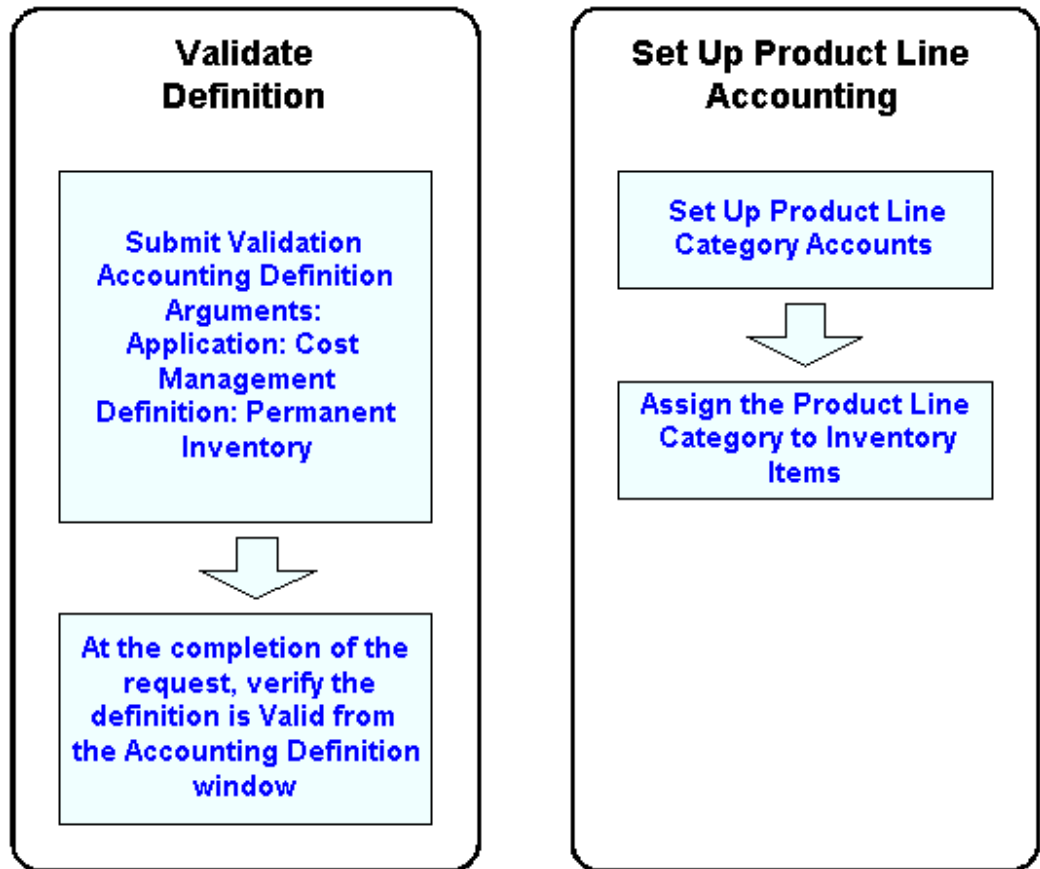 Validate
Definition
Submit Validation
Accounting Definition
Arguments:
Application: Cost
Management
Definition: Permanent
Inventory
At the completion of the
request, verify the
definition is Valid from
the Accounting Definition
window
Set Up Product Line
Accounting
Set Up Product Line
Category Accounts
Assign the Product Line
Category to Inventory
Items